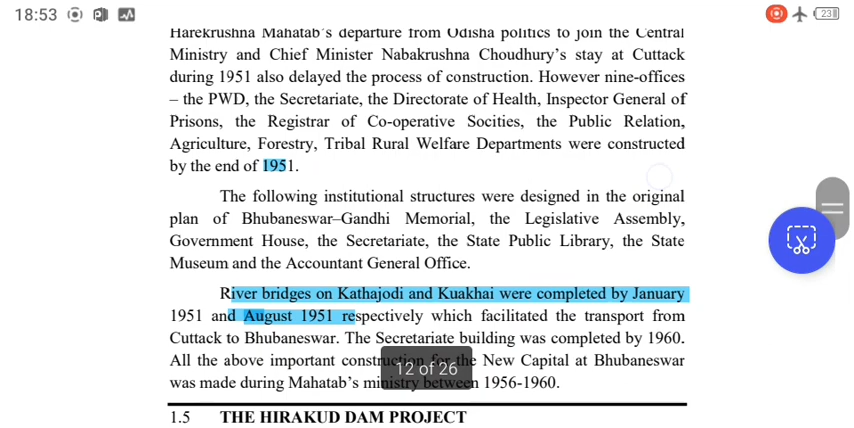 18:53
23
Harekrushna Mahatab's departure from Odisha politics to join the Central
Ministry and Chief Minister Nabakrushna Choudhury's stay at Cuttack
during 1951 also delayed the process of construction. However nine-offices
– the PWD, the Secretariate, the Directorate of Health, Inspector General of
Prisons, the Registrar of Co-operative Socities, the Public Relation,
Agriculture, Forestry, Tribal Rural Welfare Departments were constructed
by the end of 1951.
The following institutional structures were designed in the original
plan of Bhubaneswar–Gandhi Memorial, the Legislative Assembly,
Government House, the Secretariate, the State Public Library, the State
Museum and the Accountant General Office.
River bridges on Kathajodi and Kuakhai were completed by January
1951 and August 1951 respectively which facilitated the transport from
Cuttack to Bhubaneswar. The Secretariate building was completed by 1960.
All the above important construction for the New Capital at Bhubaneswar
was made during Mahatab's ministry between 1956-1960.
12 of 26
1.5 THE HIRAKUD DAM PROJECT